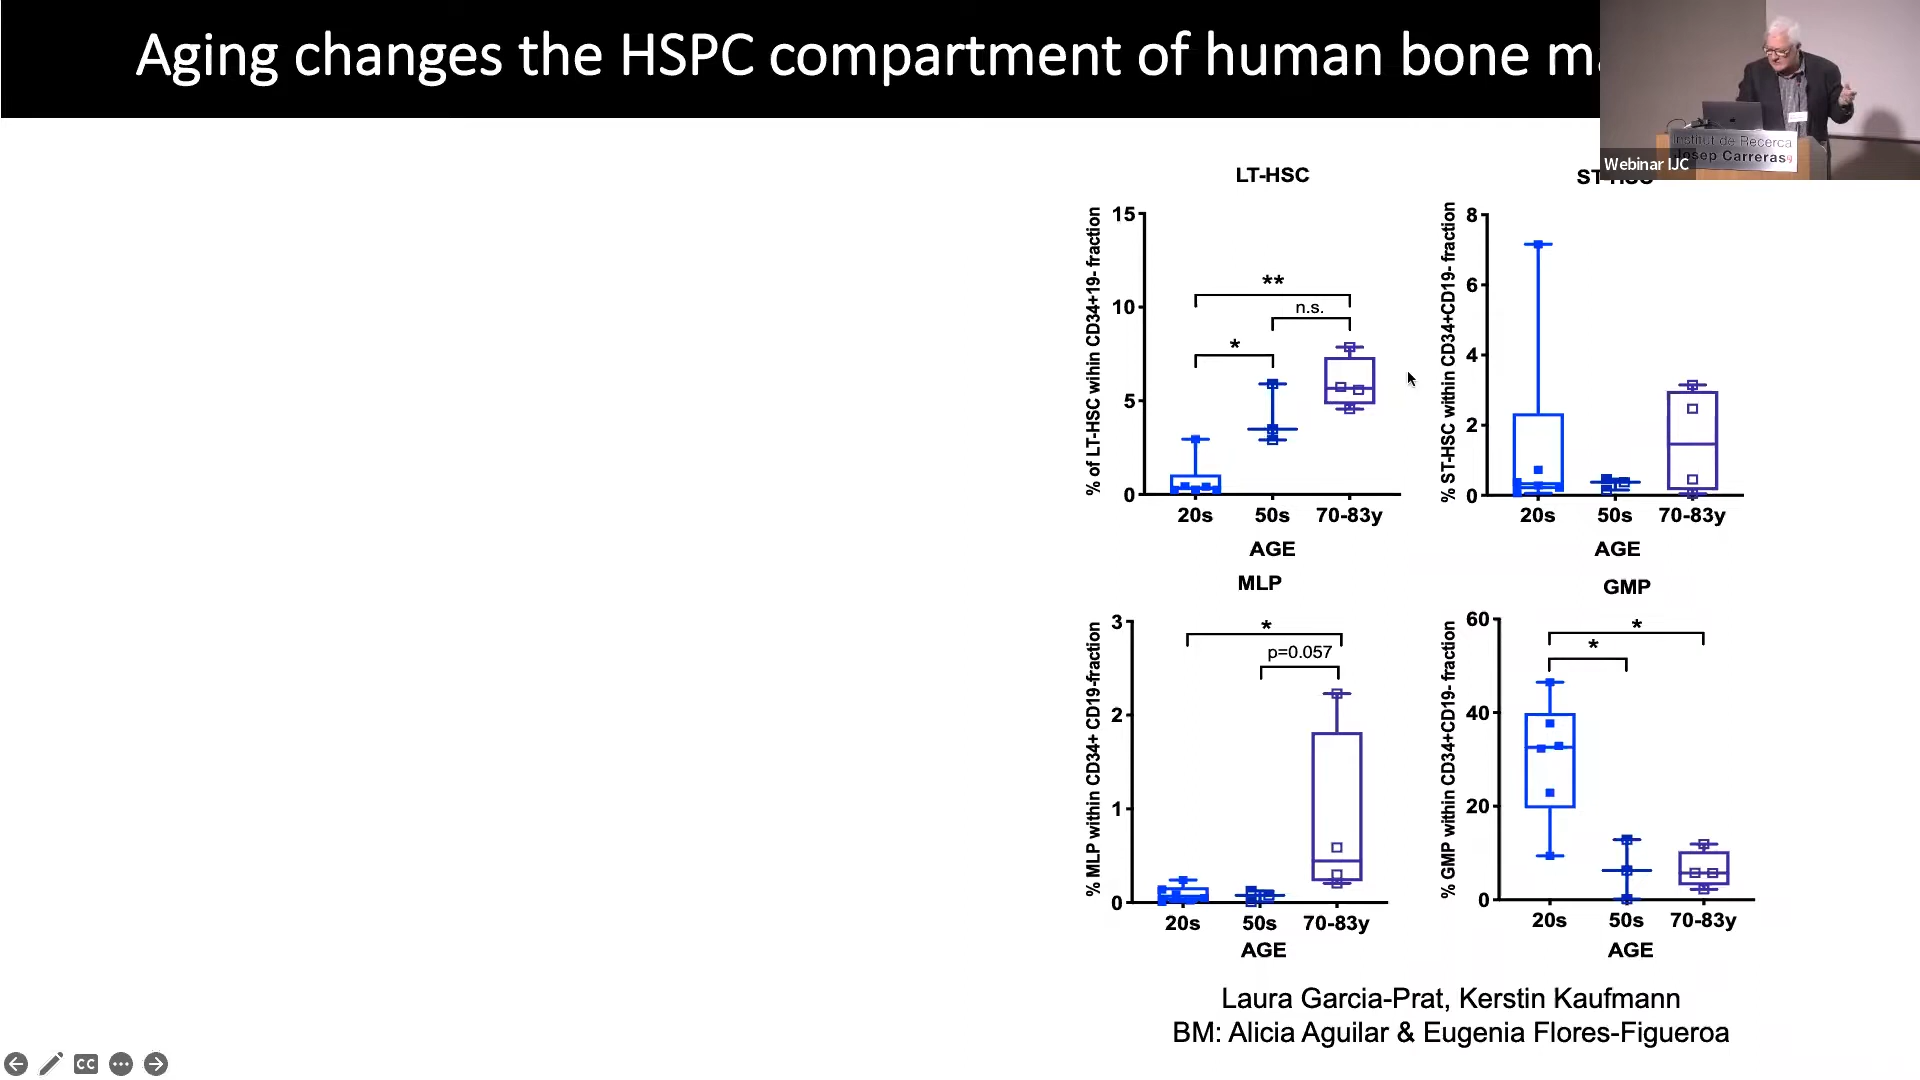 Aging changes the HSPC compartment of human bone
Institut de Recerca
Josep Carreras
Webinar IJC
LT-HSC
% of LT-HSC wihin CD34+19- fraction
15
10
5
0
**
n.s.
*
20s 50s 70-83y
AGE
ST-HSC
% ST-HSC within CD34+CD19- fraction
8
6
4
2
0
20s 50s 70-83y
AGE
MLP
% MLP within CD34+ CD19-fraction
3
2
1
0
*
p=0.057
20s 50s 70-83y
AGE
GMP
% GMP within CD34+CD19- fraction
60
40
20
0
*
*
20s 50s 70-83y
AGE
Laura Garcia-Prat, Kerstin Kaufmann
BM: Alicia Aguilar & Eugenia Flores-Figueroa
CC